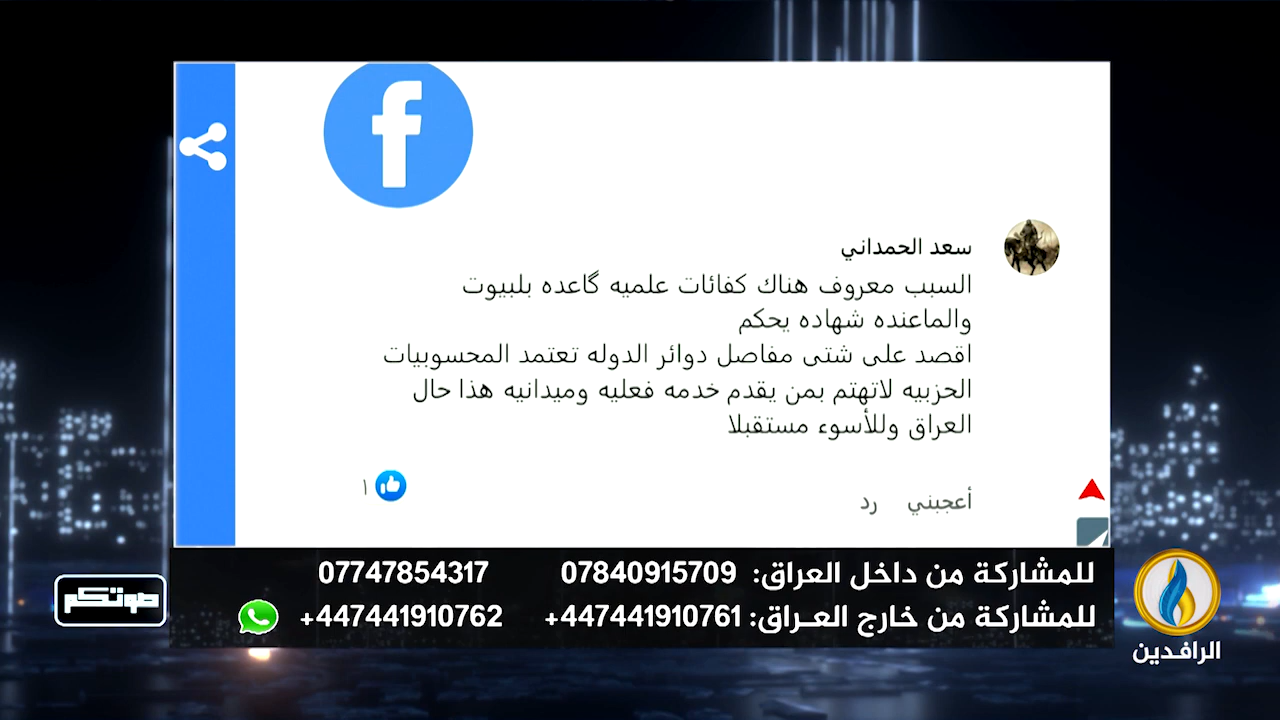 سعد الحمداني
السبب معروف هناك كفائات علميه گاعده بلبيوت
والماعنده شهاده يحكم
اقصد على شتى مفاصل دوائر الدوله تعتمد المحسوبيات
الحزبيه لاتهتم بمن يقدم خدمه فعليه وميدانيه هذا حال
العراق وللأسوء مستقبلا
أعجبني رد ١
للمشاركة من داخل العراق: 07840915709 07747854317
للمشاركة من خارج العـراق: 447441910761+ 447441910762+
صوتكم
الرافدين